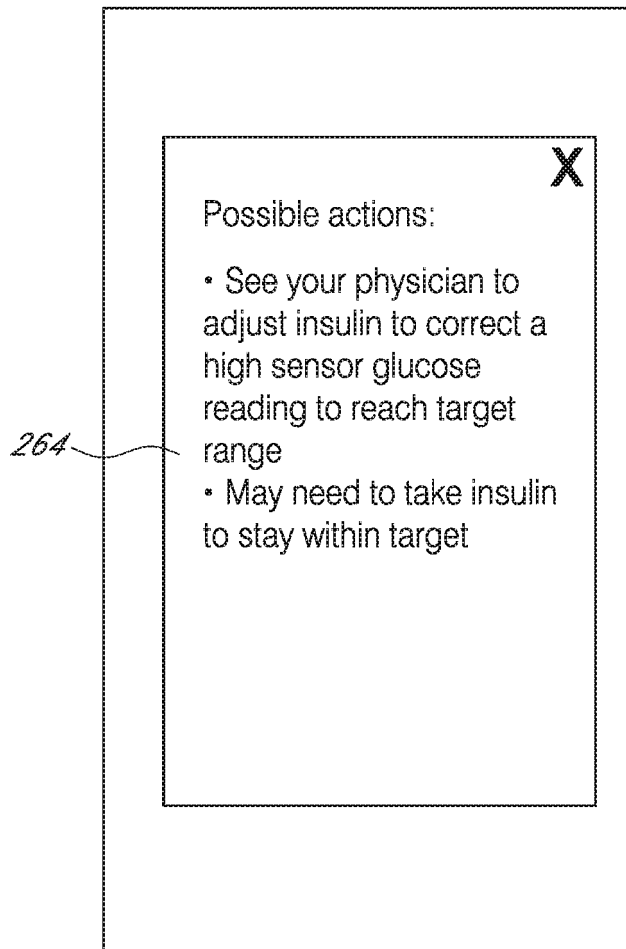 X
Possible actions:
• See your physician to
adjust insulin to correct a
high sensor glucose
reading to reach target
range
• May need to take insulin
to stay within target
264